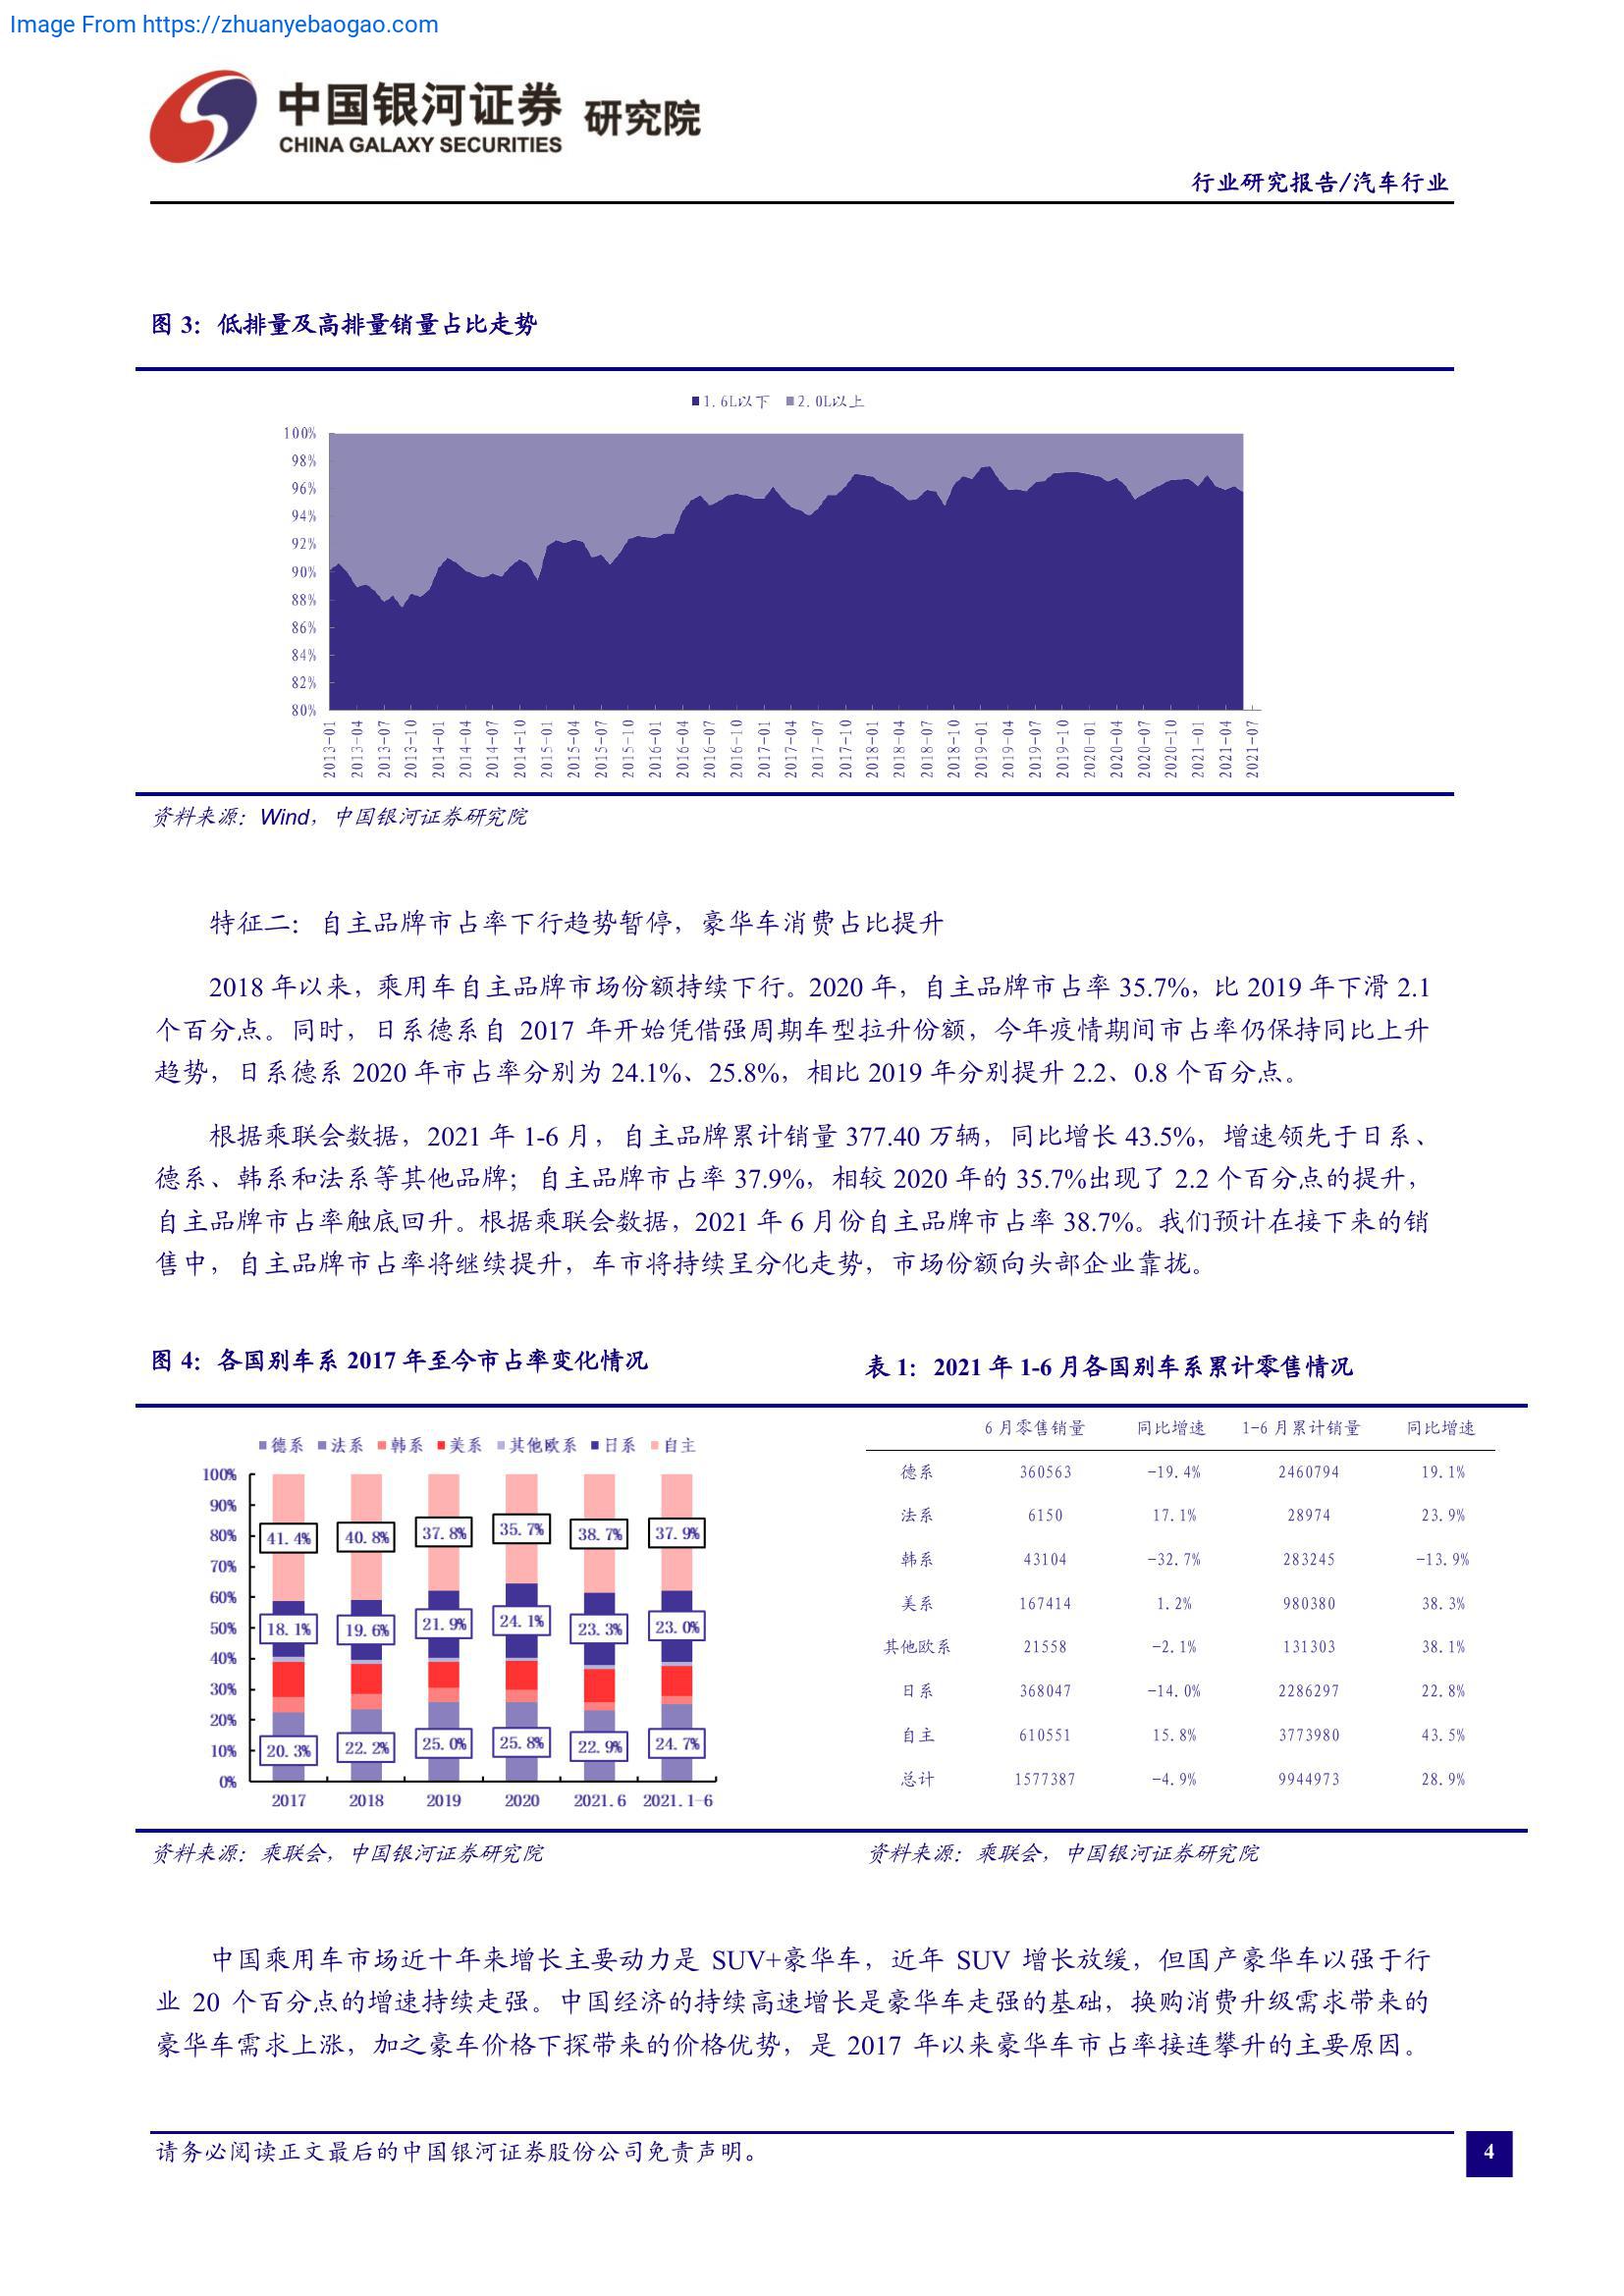 Image From https://zhuanyebaogao.com
中国银河证券 研究院
CHINA GALAXY SECURITIES
行业研究报告/汽车行业
图 3：低排量及高排量销量占比走势
1.6L以下 2.0L以上
100%
98%
96%
94%
92%
90%
88%
86%
84%
82%
80%
2013-01 2013-04 2013-07 2013-10 2014-01 2014-04 2014-07 2014-10 2015-01 2015-04 2015-07 2015-10 2016-01 2016-04 2016-07 2016-10 2017-01 2017-04 2017-07 2017-10 2018-01 2018-04 2018-07 2018-10 2019-01 2019-04 2019-07 2019-10 2020-01 2020-04 2020-07 2020-10 2021-01 2021-04 2021-07
资料来源：Wind，中国银河证券研究院
特征二：自主品牌市占率下行趋势暂停，豪华车消费占比提升
2018 年以来，乘用车自主品牌市场份额持续下行。2020 年，自主品牌市占率 35.7%，比 2019 年下滑 2.1
个百分点。同时，日系德系自 2017 年开始凭借强周期车型拉升份额，今年疫情期间市占率仍保持同比上升
趋势，日系德系 2020 年市占率分别为 24.1%、25.8%，相比 2019 年分别提升 2.2、0.8 个百分点。
根据乘联会数据，2021 年 1-6 月，自主品牌累计销量 377.40 万辆，同比增长 43.5%，增速领先于日系、
德系、韩系和法系等其他品牌；自主品牌市占率 37.9%，相较 2020 年的 35.7%出现了 2.2 个百分点的提升，
自主品牌市占率触底回升。根据乘联会数据，2021 年 6 月份自主品牌市占率 38.7%。我们预计在接下来的销
售中，自主品牌市占率将继续提升，车市将持续呈分化走势，市场份额向头部企业靠拢。
图 4：各国别车系 2017 年至今市占率变化情况
德系 法系 韩系 美系 其他欧系 日系 自主
100%
90%
80%
70%
60%
50%
40%
30%
20%
10%
0%
41.4% 40.8% 37.8% 35.7% 38.7% 37.9%
18.1% 19.6% 21.9% 24.1% 23.3% 23.0%
20.3% 22.2% 25.0% 25.8% 22.9% 24.7%
2017 2018 2019 2020 2021.6 2021.1-6
资料来源：乘联会，中国银河证券研究院
表 1：2021 年 1-6 月各国别车系累计零售情况
6 月零售销量 同比增速 1-6 月累计销量 同比增速
德系 360563 -19.4% 2460794 19.1%
法系 6150 17.1% 28974 23.9%
韩系 43104 -32.7% 283245 -13.9%
美系 167414 1.2% 980380 38.3%
其他欧系 21558 -2.1% 131303 38.1%
日系 368047 -14.0% 2286297 22.8%
自主 610551 15.8% 3773980 43.5%
总计 1577387 -4.9% 9944973 28.9%
资料来源：乘联会，中国银河证券研究院
中国乘用车市场近十年来增长主要动力是 SUV+豪华车，近年 SUV 增长放缓，但国产豪华车以强于行
业 20 个百分点的增速持续走强。中国经济的持续高速增长是豪华车走强的基础，换购消费升级需求带来的
豪华车需求上涨，加之豪车价格下探带来的价格优势，是 2017 年以来豪华车市占率接连攀升的主要原因。
请务必阅读正文最后的中国银河证券股份公司免责声明。
4